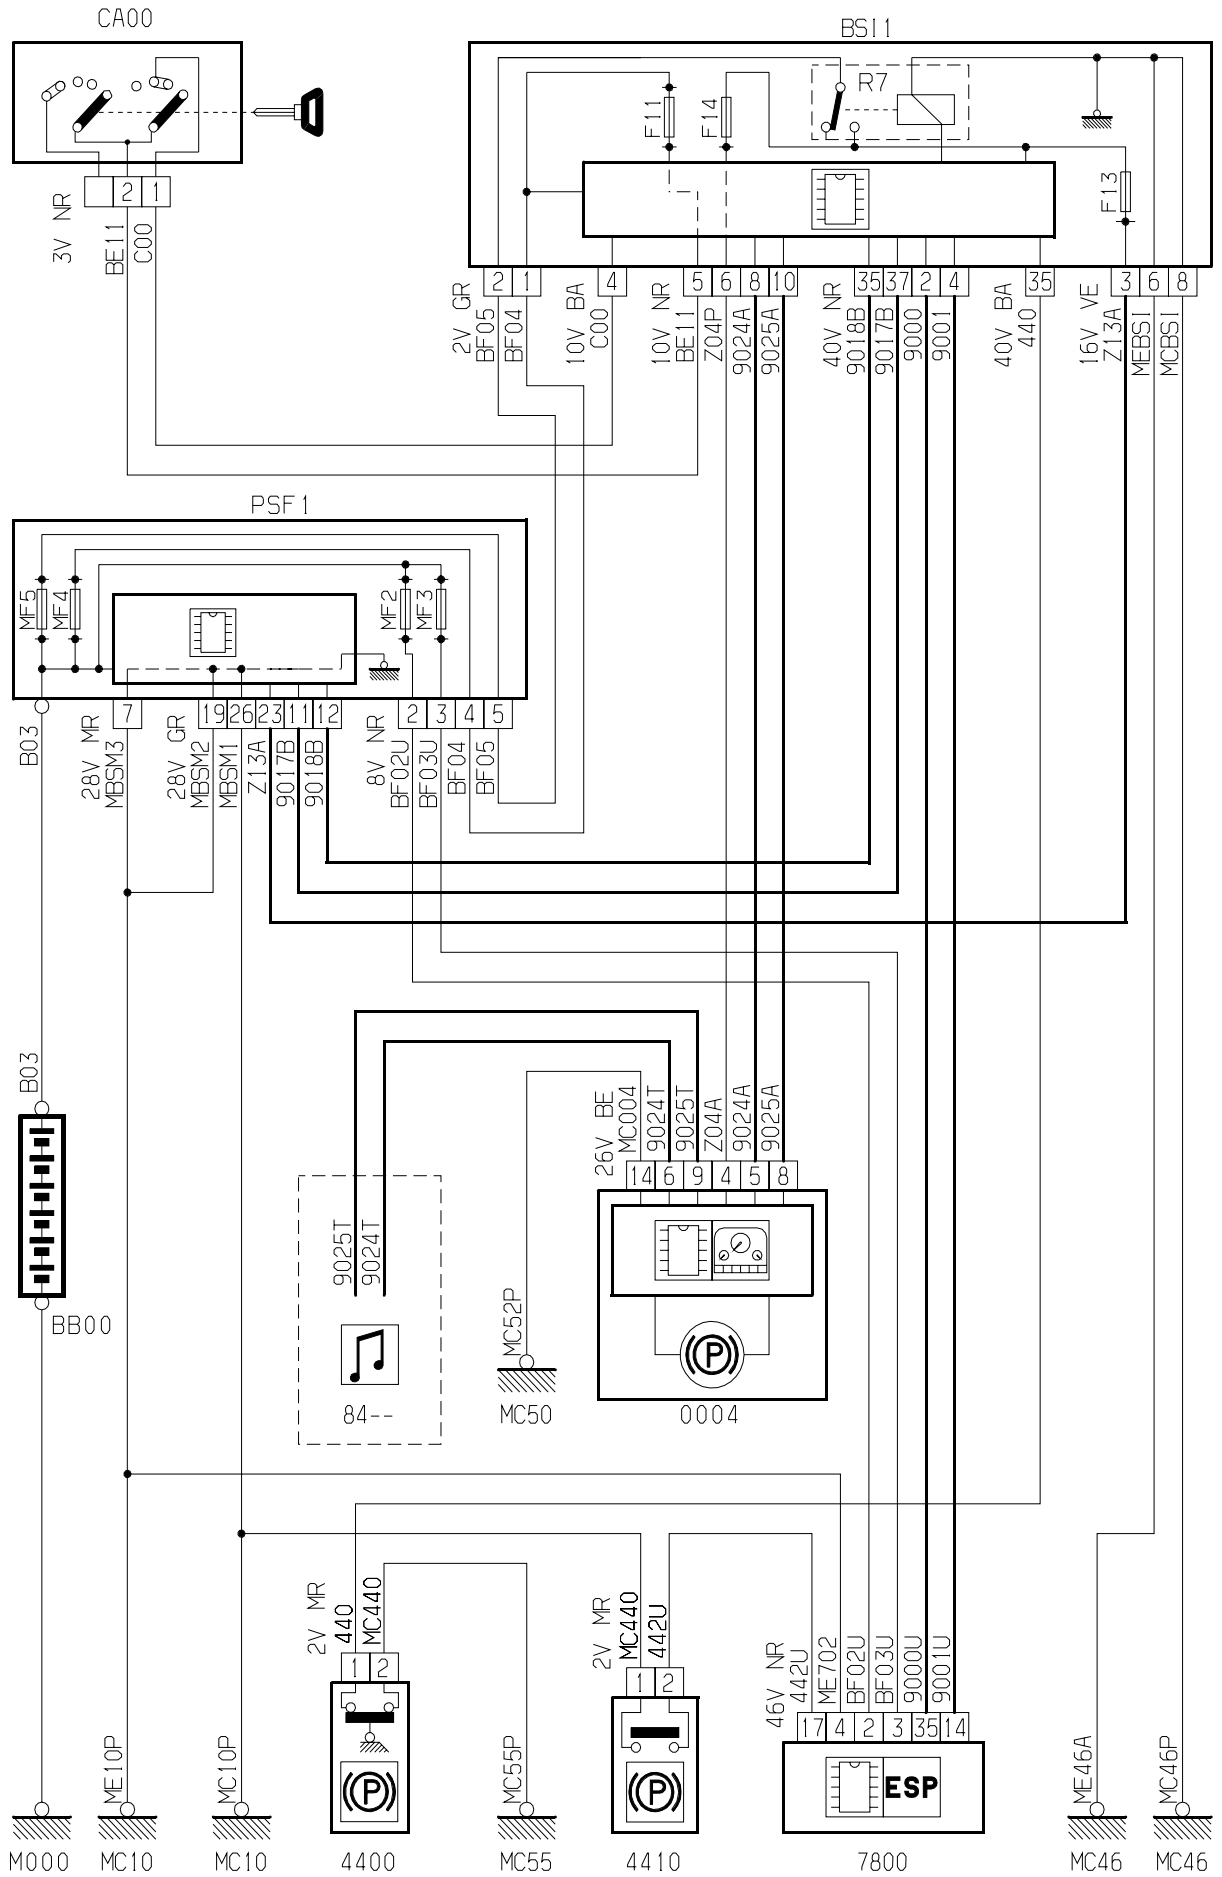 CA00
BSI1
R7
F11
F14
F13
2
1
3V NR
BE11
C00
2
1
4
5
6
8
10
35
37
2
4
35
3
6
8
2V GR
BF05
BF04
10V BA
C00
10V NR
BE11
Z04P
9024A
9025A
40V NR
9018B
9017B
9000
9001
40V BA
440
16V VE
Z13A
MEBSI
MCBSI
PSF1
MF5
MF4
MF2
MF3
7
19
26
23
11
12
2
3
4
5
B03
28V MR
MBSM3
28V GR
MBSM2
MBSM1
Z13A
9017B
9018B
8V NR
BF02U
BF03U
BF04
BF05
B03
BB00
26V BE
MC004
9024T
9025T
Z04A
9024A
9025A
14
6
9
4
5
8
P
0004
9025T
9024T
84--
MC52P
MC50
2V MR
440
MC440
1
2
P
4400
MC55P
MC55
2V MR
MC440
442U
1
2
P
4410
46V NR
442U
ME702
BF02U
BF03U
9000U
9001U
17
4
2
3
35
14
ESP
7800
ME10P
MC10P
ME46A
MC46P
M000
MC10
MC10
MC46
MC46